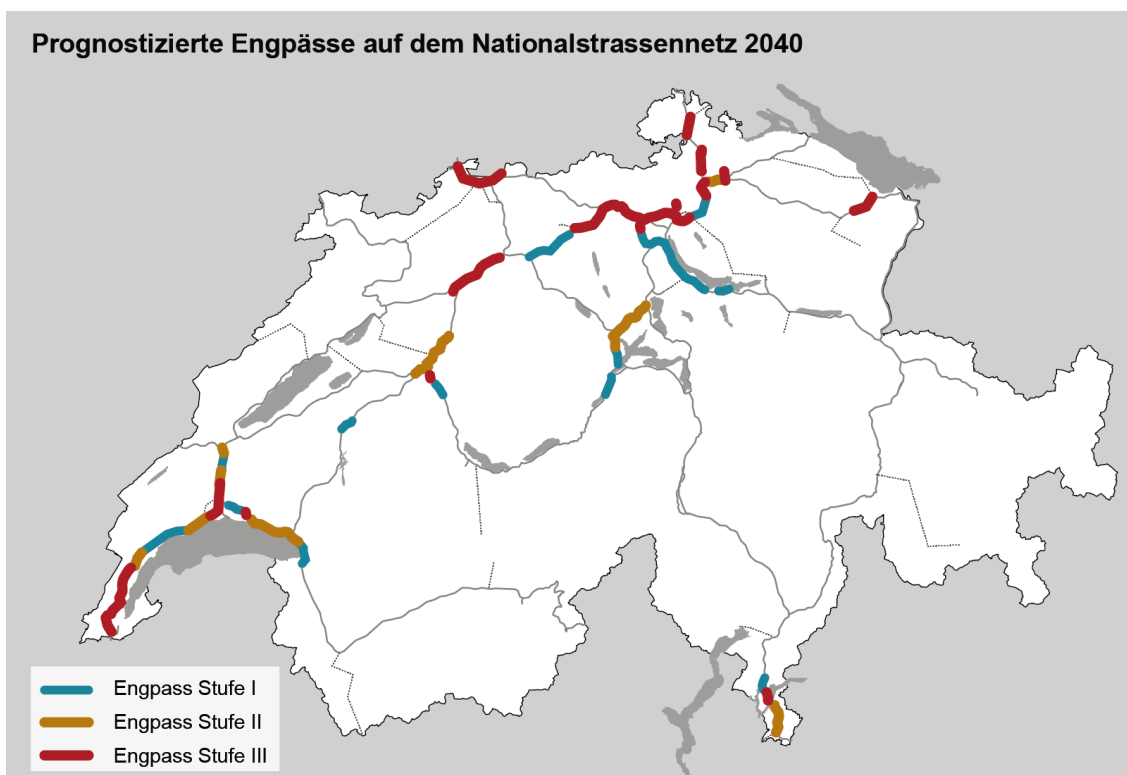 Prognostizierte Engpässe auf dem Nationalstrassennetz 2040
Engpass Stufe I
Engpass Stufe II
Engpass Stufe III